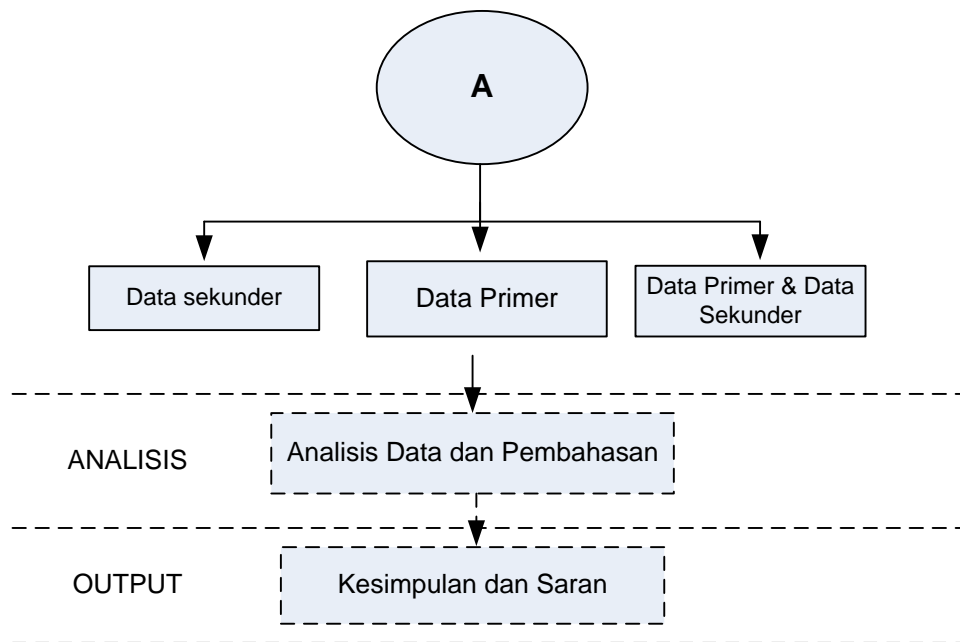 A
Data sekunder
Data Primer
Data Primer & Data
Sekunder
ANALISIS
Analisis Data dan Pembahasan
OUTPUT
Kesimpulan dan Saran